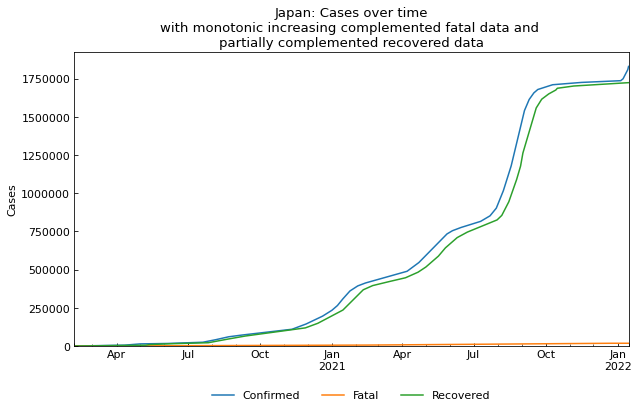 Japan: Cases over time
with monotonic increasing complemented fatal data and
partially complemented recovered data
1750000
1500000
1250000
1000000
750000
500000
250000
0
Cases
Apr Jul Oct Jan Apr Jul Oct Jan
2021 2022
Confirmed Fatal Recovered